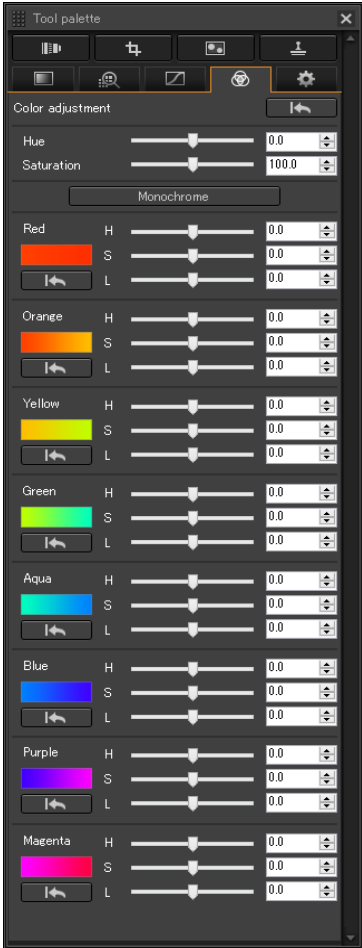 Tool palette
Color adjustment
Hue 0.0
Saturation 100.0
Monochrome
Red H 0.0
S 0.0
L 0.0
Orange H 0.0
S 0.0
L 0.0
Yellow H 0.0
S 0.0
L 0.0
Green H 0.0
S 0.0
L 0.0
Aqua H 0.0
S 0.0
L 0.0
Blue H 0.0
S 0.0
L 0.0
Purple H 0.0
S 0.0
L 0.0
Magenta H 0.0
S 0.0
L 0.0